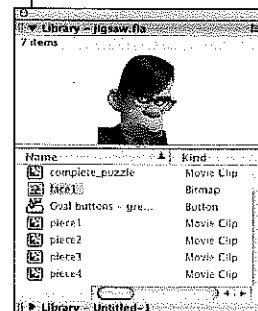 Library - jigsaw.fla
7 items
Name Kind
complete_puzzle Movie Clip
face1 Bitmap
Oval buttons - gre... Button
piece1 Movie Clip
piece2 Movie Clip
piece3 Movie Clip
piece4 Movie Clip
Library - Untitled-1